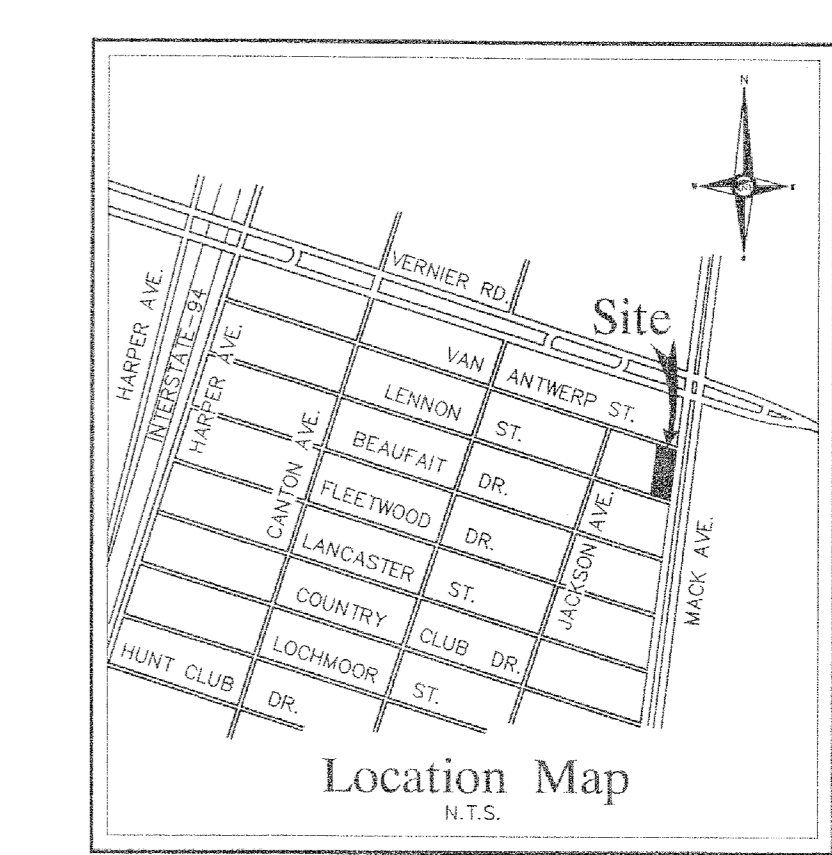 N
W
E
S
VERNIER RD.
HARPER AVE.
INTERSTATE-94
HARPER AVE.
Site
VAN ANTWERP ST.
LENNON ST.
BEAUFAIT DR.
CANTON AVE.
FLEETWOOD DR.
JACKSON AVE.
MACK AVE.
LANCASTER ST.
COUNTRY CLUB DR.
LOCHMOOR ST.
HUNT CLUB DR.
Location Map
N.T.S.